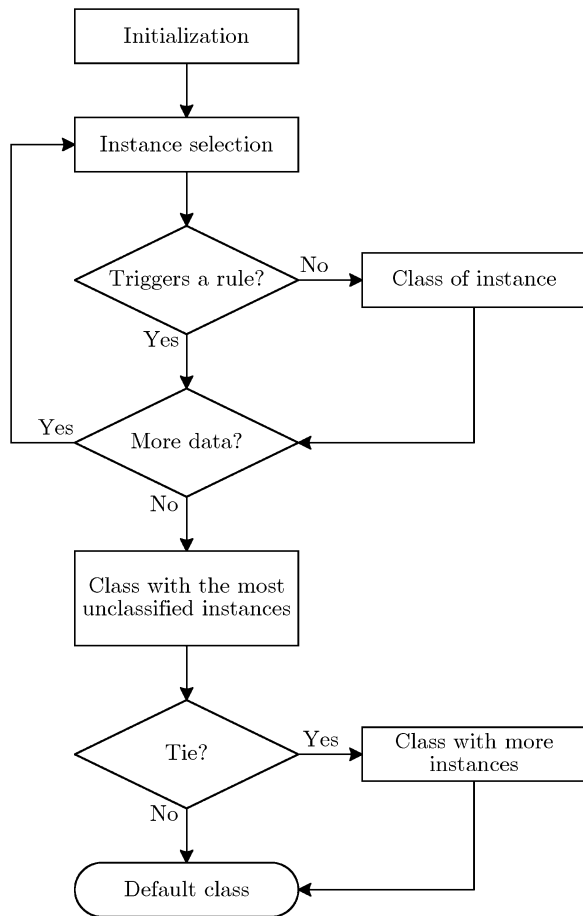 Initialization
Instance selection
Triggers a rule?
No
Class of instance
Yes
Yes
More data?
No
Class with the most
unclassified instances
Tie?
Yes
Class with more
instances
No
Default class